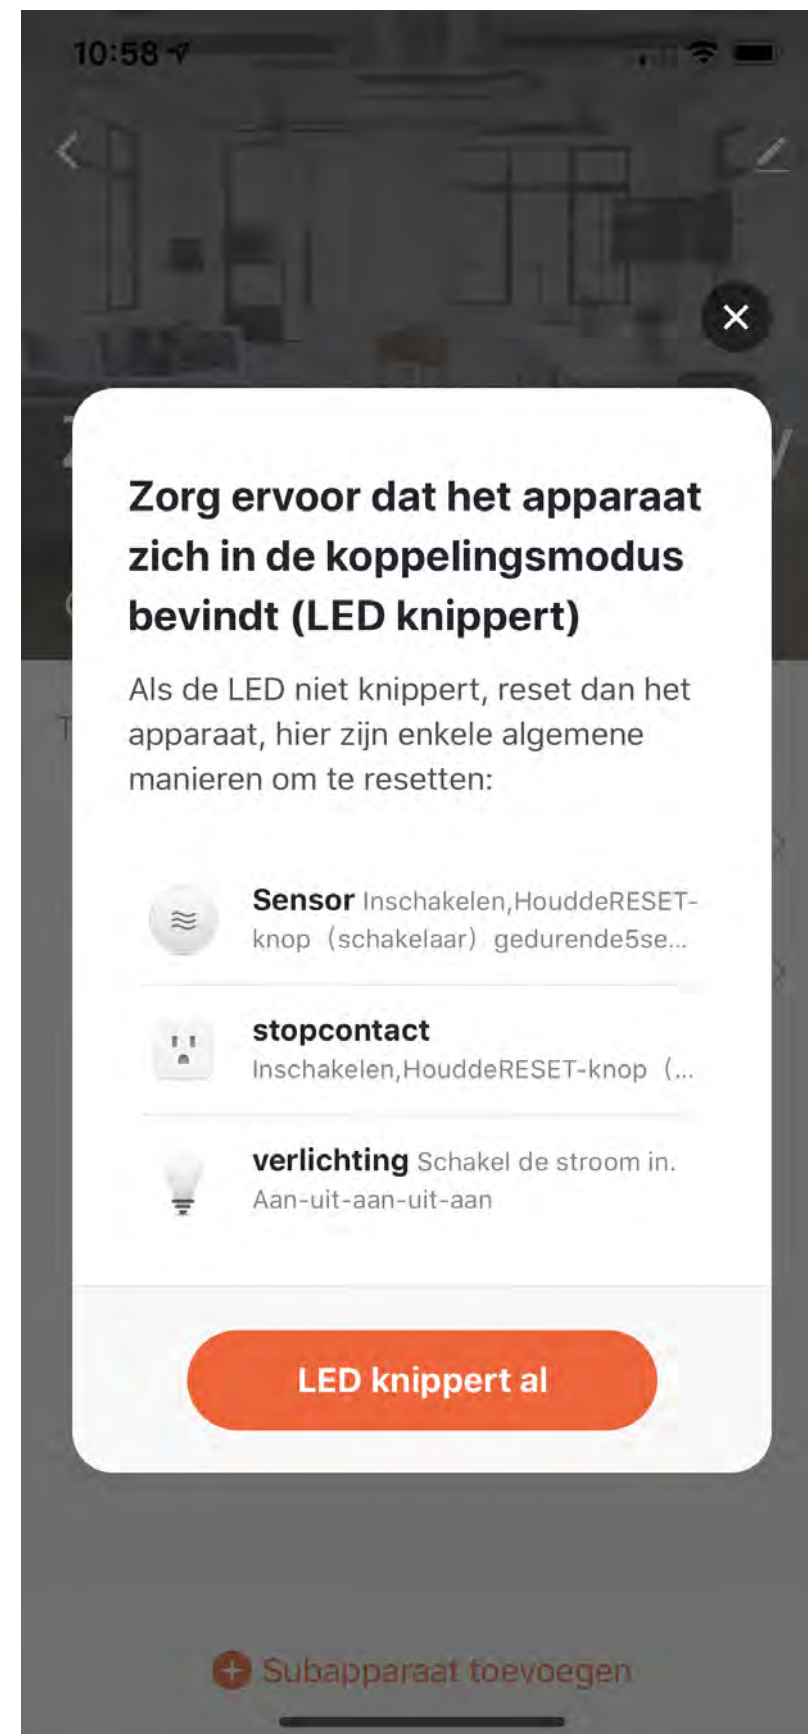 10:58
Zorg ervoor dat het apparaat
zich in de koppelingsmodus
bevindt (LED knippert)
Als de LED niet knippert, reset dan het
apparaat, hier zijn enkele algemene
manieren om te resetten:
Sensor Inschakelen,HouddeRESET-
knop（schakelaar）gedurende5se...
stopcontact
Inschakelen,HouddeRESET-knop（...
verlichting Schakel de stroom in.
Aan-uit-aan-uit-aan
LED knippert al
Subapparaat toevoegen